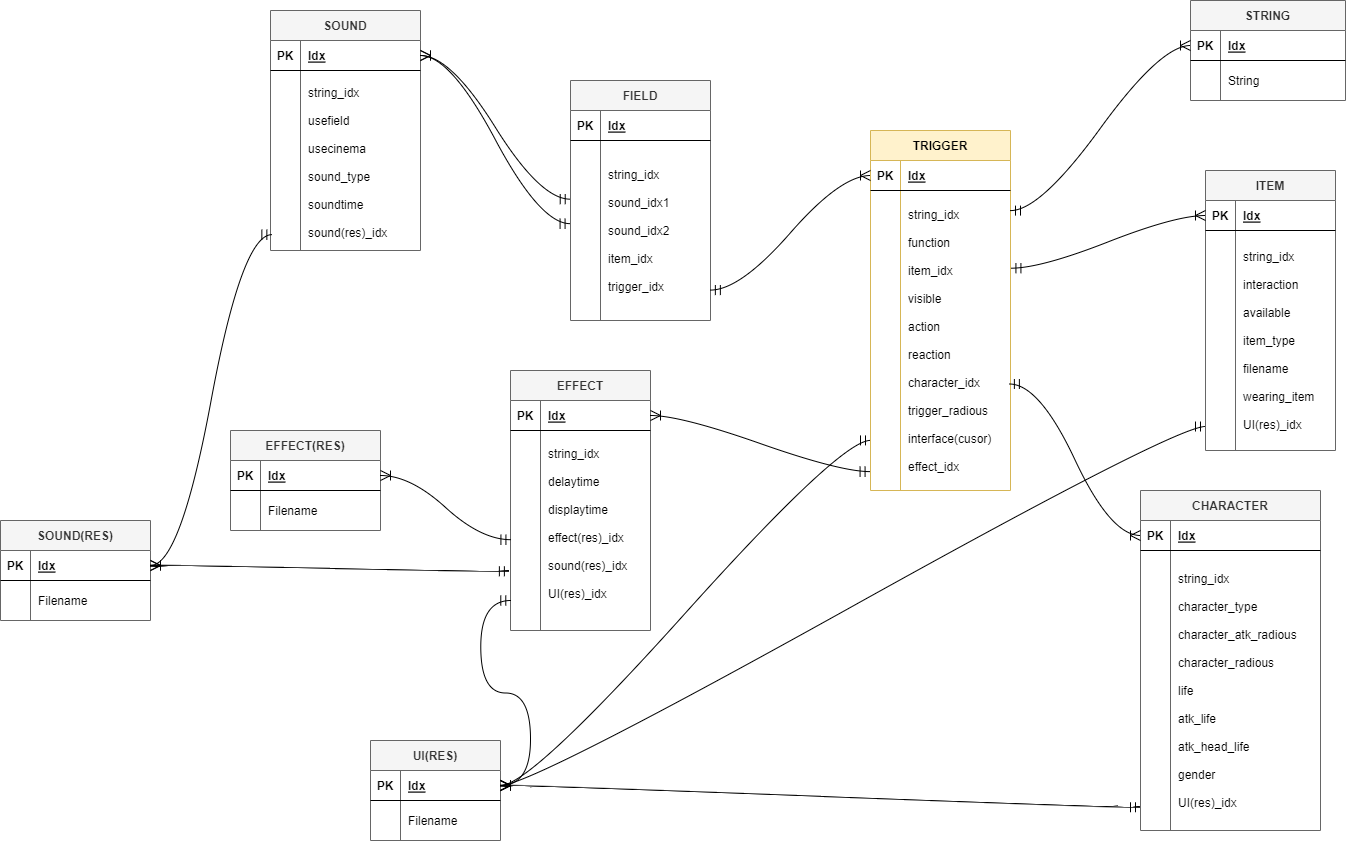 SOUND
PK Idx
string_idx
usefield
usecinema
sound_type
soundtime
sound(res)_idx
FIELD
PK Idx
string_idx
sound_idx1
sound_idx2
item_idx
trigger_idx
TRIGGER
PK Idx
string_idx
function
item_idx
visible
action
reaction
character_idx
trigger_radious
interface(cusor)
effect_idx
STRING
PK Idx
String
ITEM
PK Idx
string_idx
interaction
available
item_type
filename
wearing_item
UI(res)_idx
EFFECT
PK Idx
string_idx
delaytime
displaytime
effect(res)_idx
sound(res)_idx
UI(res)_idx
EFFECT(RES)
PK Idx
Filename
SOUND(RES)
PK Idx
Filename
CHARACTER
PK Idx
string_idx
character_type
character_atk_radious
character_radious
life
atk_life
atk_head_life
gender
UI(res)_idx
UI(RES)
PK Idx
Filename